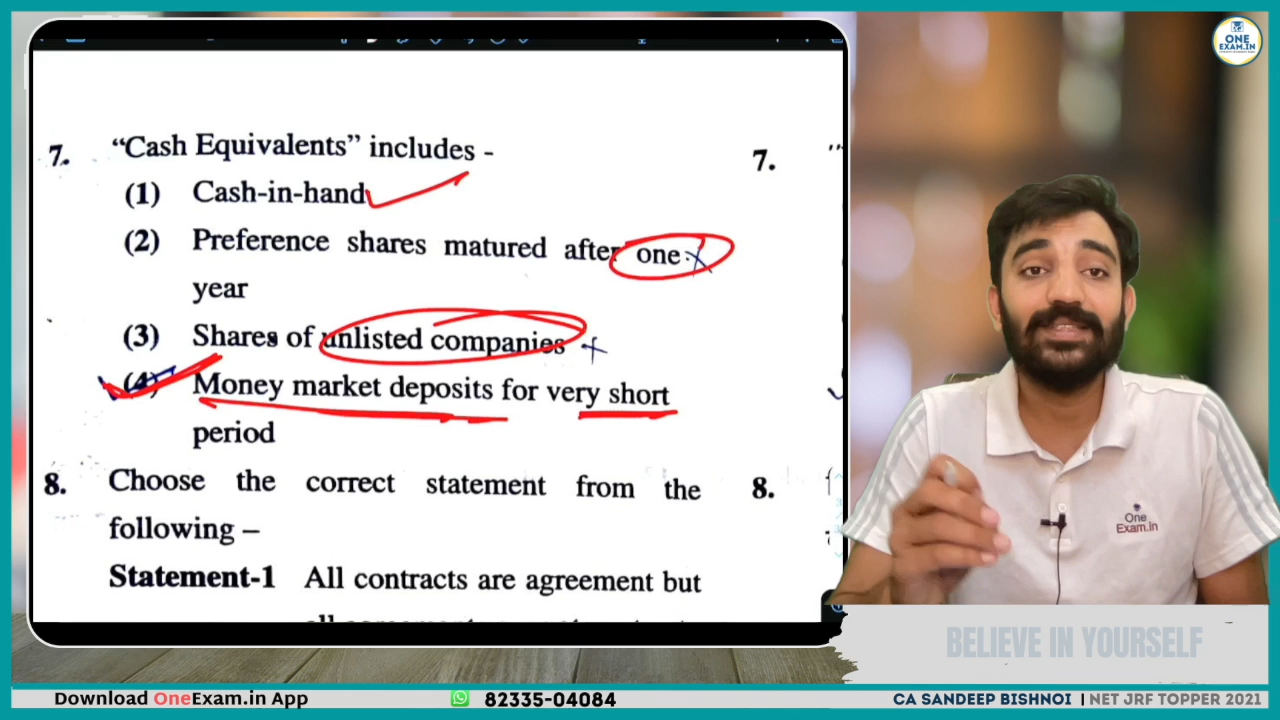 ONE
EXAM.IN
7. “Cash Equivalents” includes -
(1) Cash-in-hand
(2) Preference shares matured after one
year
(3) Shares of unlisted companies
(4) Money market deposits for very short
period
8. Choose the correct statement from the
following –
Statement-1 All contracts are agreement but
7.
8.
One
Exam.in
BELIEVE IN YOURSELF
Download OneExam.in App
82335-04084
CA SANDEEP BISHNOI | NET JRF TOPPER 2021